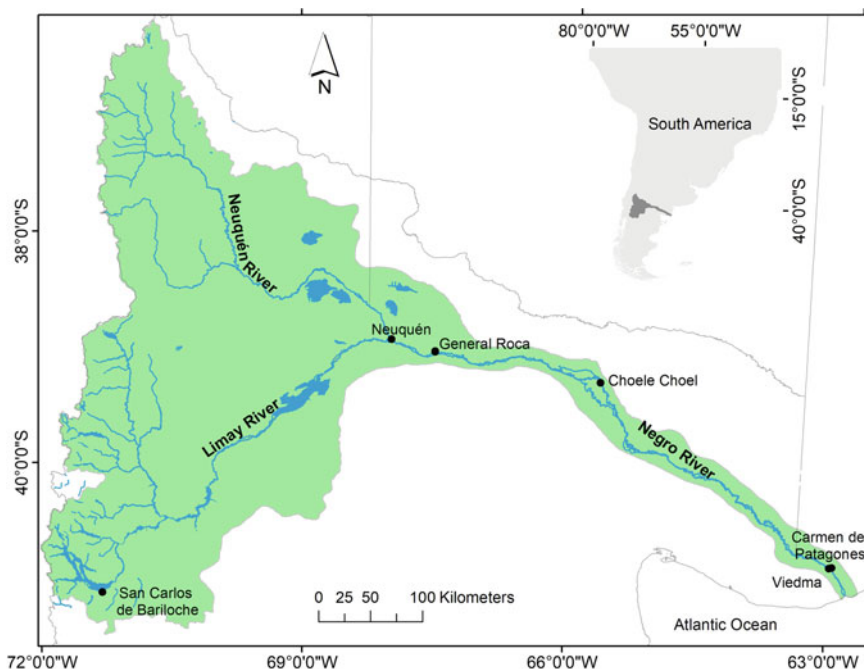 80°0'0"W
55°0'0"W
N
South America
15°0'0"S
40°0'0"S
38°0'0"S
40°0'0"S
Neuquén River
Neuquén
General Roca
Choele Choel
Limay River
Negro River
Carmen de
Patagones
Viedma
San Carlos
de Bariloche
0 25 50 100 Kilometers
Atlantic Ocean
72°0'0"W
69°0'0"W
66°0'0"W
63°0'0"W